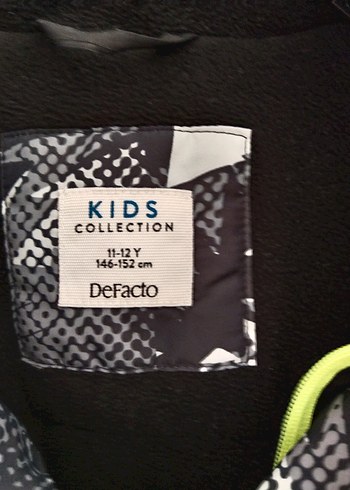 KIDS
COLLECTION
11-12 Y
146-152 cm
DeFacto